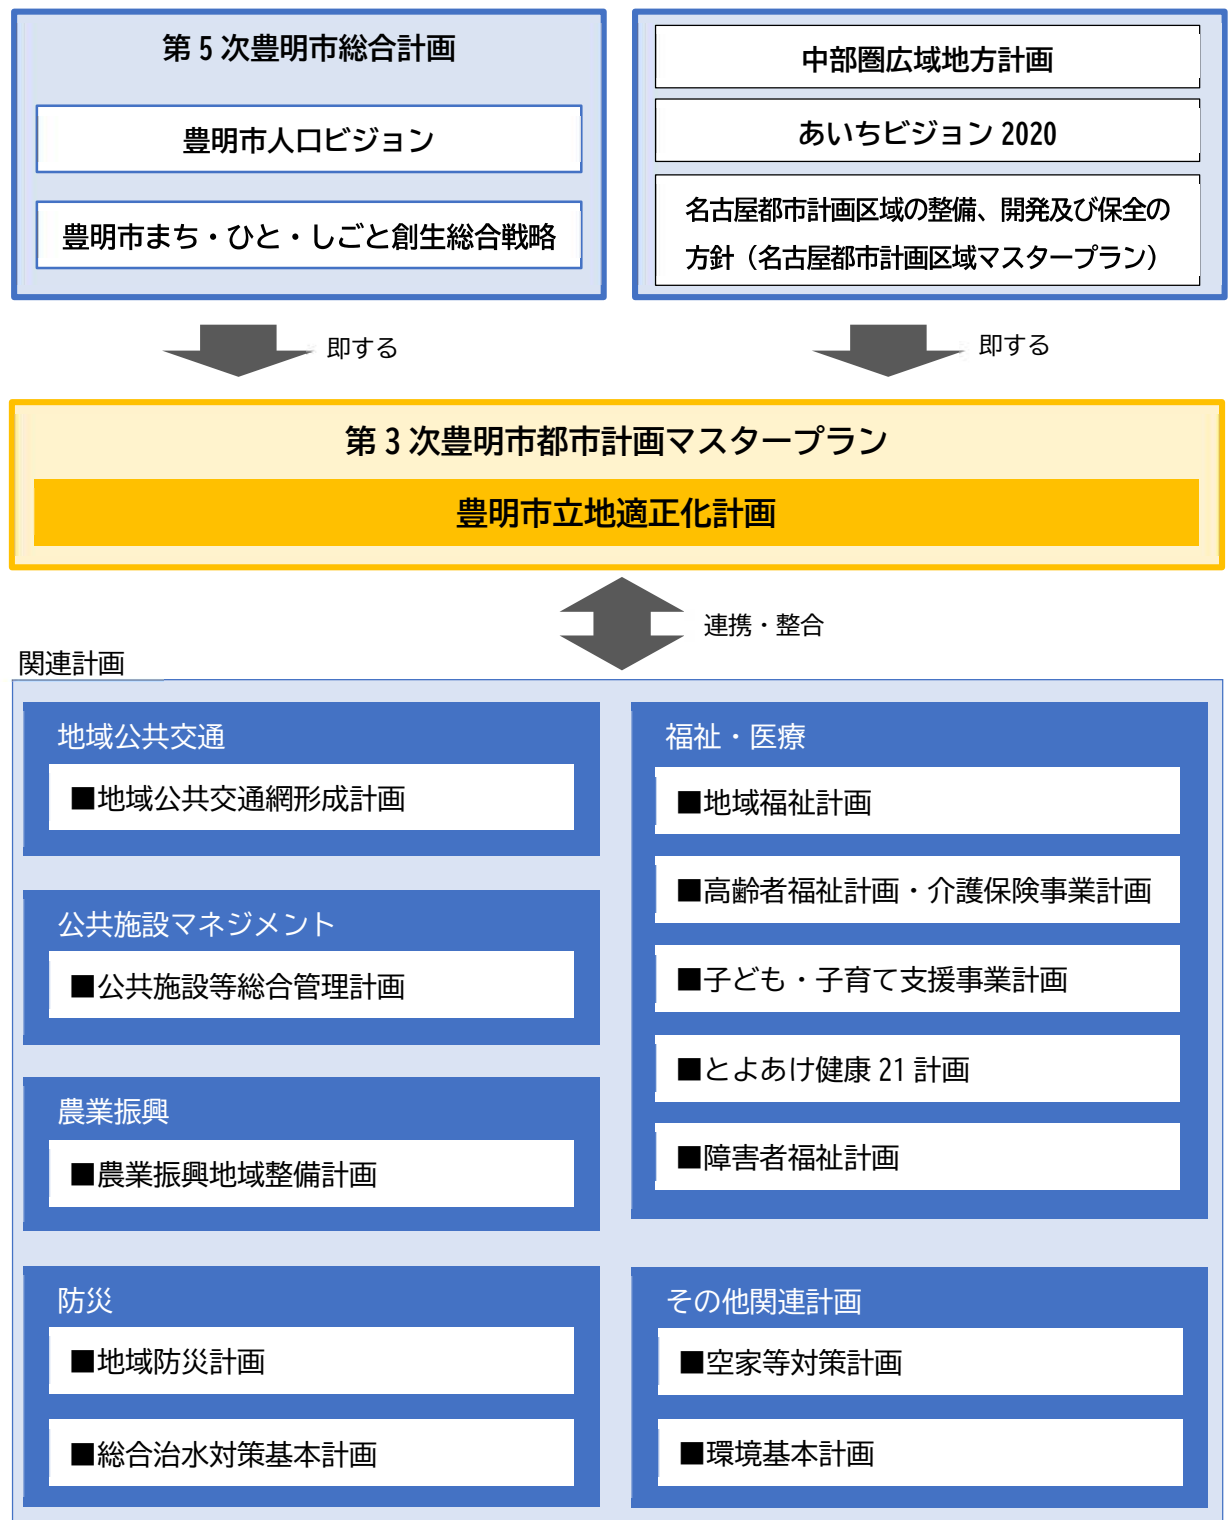 第5次豊明市総合計画
豊明市人口ビジョン
豊明市まち・ひと・しごと創生総合戦略
中部圏広域地方計画
あいちビジョン2020
名古屋都市計画区域の整備、開発及び保全の
方針（名古屋都市計画区域マスタープラン）
即する
即する
第3次豊明市都市計画マスタープラン
豊明市立地適正化計画
連携・整合
関連計画
地域公共交通
■地域公共交通網形成計画
公共施設マネジメント
■公共施設等総合管理計画
農業振興
■農業振興地域整備計画
防災
■地域防災計画
■総合治水対策基本計画
福祉・医療
■地域福祉計画
■高齢者福祉計画・介護保険事業計画
■子ども・子育て支援事業計画
■とよあけ健康21計画
■障害者福祉計画
その他関連計画
■空家等対策計画
■環境基本計画